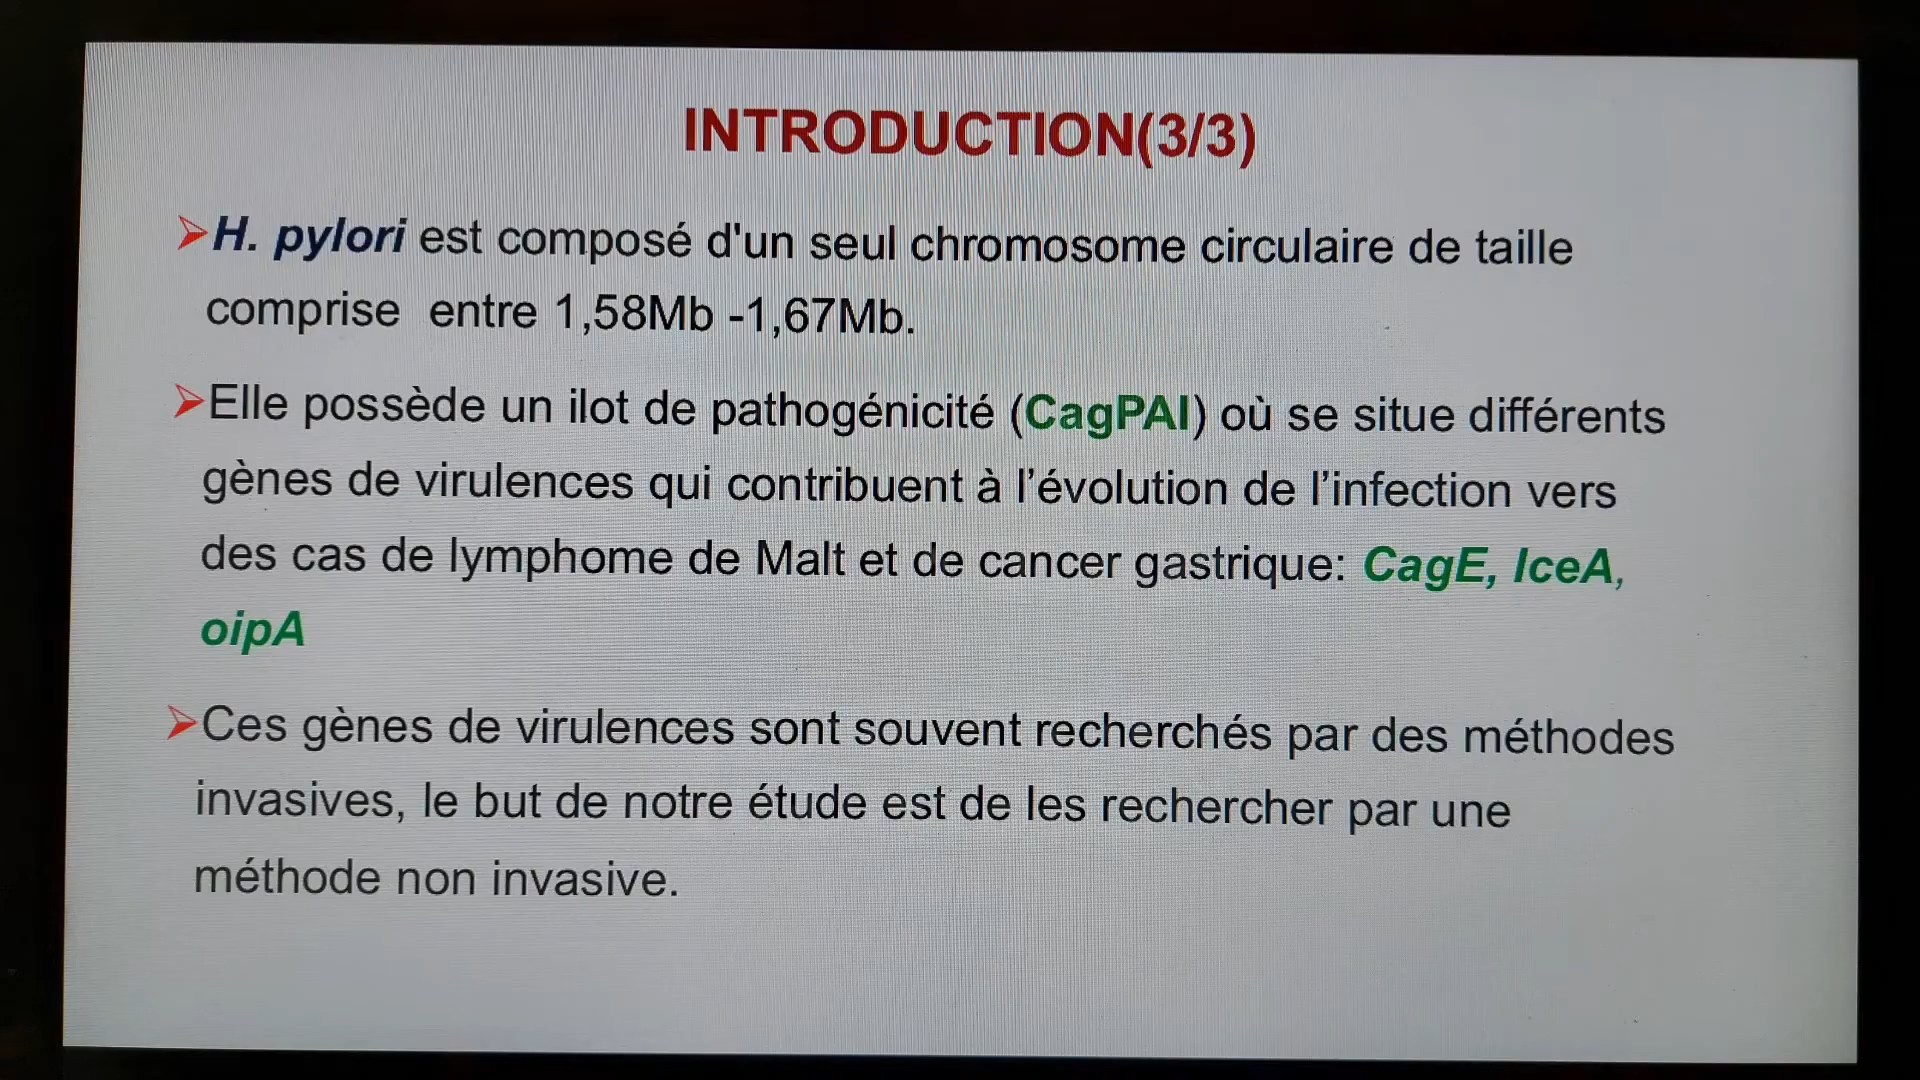 INTRODUCTION(3/3)
➢H. pylori est composé d'un seul chromosome circulaire de taille
comprise entre 1,58Mb -1,67Mb.
➢Elle possède un ilot de pathogénicité (CagPAI) où se situe différents
gènes de virulences qui contribuent à l’évolution de l’infection vers
des cas de lymphome de Malt et de cancer gastrique: CagE, IceA,
oipA
➢Ces gènes de virulences sont souvent recherchés par des méthodes
invasives, le but de notre étude est de les rechercher par une
méthode non invasive.